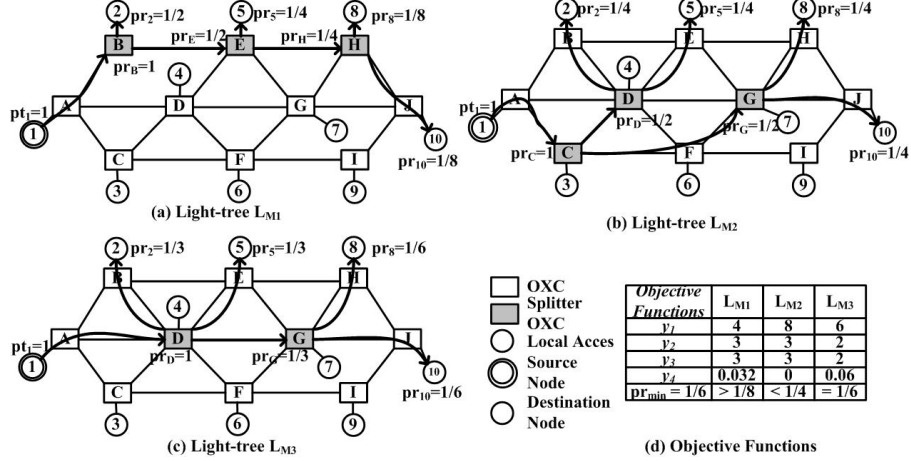 2 pr2=1/2 5 pr5=1/4 8 pr8=1/8
B prE=1/2 E prH=1/4 H
prB=1
4
pt1=1 A D G J
1 7 10
pr10=1/8
C F I
3 6 9
(a) Light-tree LM1
2 pr2=1/4 5 pr5=1/4 8 pr8=1/4
B E H
4
pt1=1 A D G J
1 prD=1/2 prG=1/2 7 10
prC=1 C F I pr10=1/4
3 6 9
(b) Light-tree LM2
2 pr2=1/3 5 pr5=1/3 8 pr8=1/6
B E H
4
A D G J
pt1=1 prD=1 prG=1/3
1 7 10
pr10=1/6
C F I
3 6 9
(c) Light-tree LM3
OXC
Splitter
OXC
Local Acces
Source
Node
Destination
Node
Objective Functions LM1 LM2 LM3
y1 4 8 6
y2 3 3 2
y3 3 3 2
y4 0.032 0 0.06
prmin = 1/6 > 1/8 < 1/4 = 1/6
(d) Objective Functions